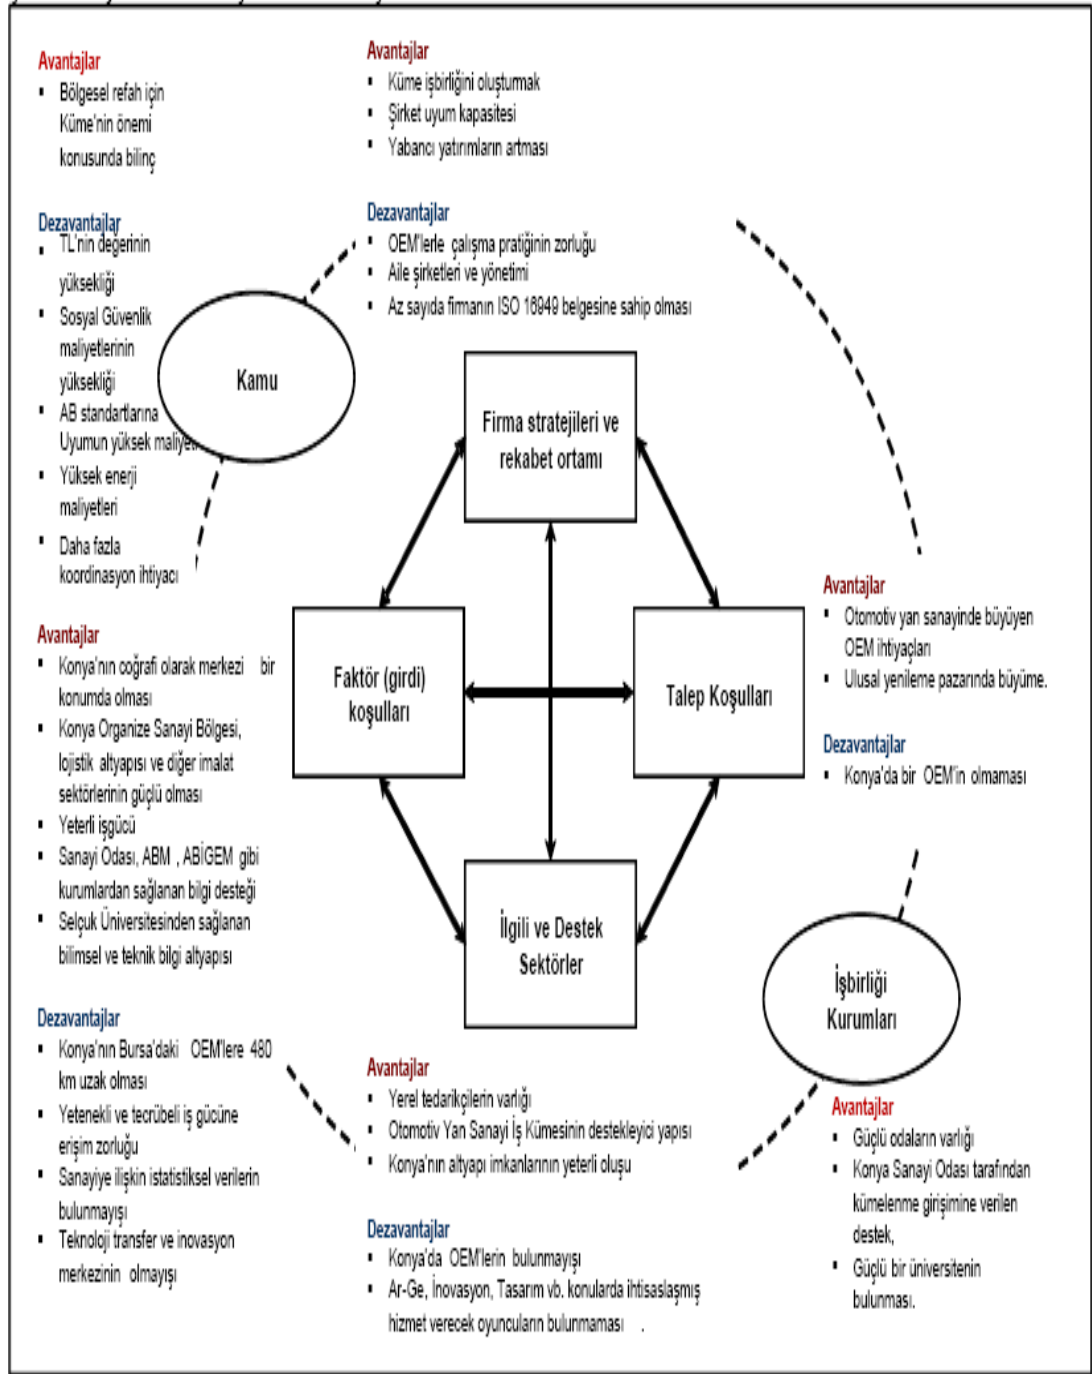 Avantajlar
▪ Bölgesel refah için
Küme'nin önemi
konusunda bilinç
Dezavantajlar
▪ TL'nin değerinin
yüksekliği
▪ Sosyal Güvenlik
maliyetlerinin
yüksekliği
▪ AB standartlarına
Uyumun yüksek maliyeti
▪ Yüksek enerji
maliyetleri
▪ Daha fazla
koordinasyon ihtiyacı
Avantajlar
▪ Küme işbirliğini oluşturmak
▪ Şirket uyum kapasitesi
▪ Yabancı yatırımların artması
Dezavantajlar
▪ OEM'lerle çalışma pratiğinin zorluğu
▪ Aile şirketleri ve yönetimi
▪ Az sayıda firmanın ISO 16949 belgesine sahip olması
Kamu
Firma stratejileri ve
rekabet ortamı
Faktör (girdi)
koşulları
Talep Koşulları
İlgili ve Destek
Sektörler
İşbirliği
Kurumları
Avantajlar
▪ Otomotiv yan sanayinde büyüyen
OEM ihtiyaçları
▪ Ulusal yenileme pazarında büyüme.
Dezavantajlar
▪ Konya'da bir OEM'in olmaması
Avantajlar
▪ Konya'nın coğrafi olarak merkezi bir
konumda olması
▪ Konya Organize Sanayi Bölgesi,
lojistik altyapısı ve diğer imalat
sektörlerinin güçlü olması
▪ Yeterli işgücü
▪ Sanayi Odası, ABM , ABİGEM gibi
kurumlardan sağlanan bilgi desteği
▪ Selçuk Üniversitesinden sağlanan
bilimsel ve teknik bilgi altyapısı
Dezavantajlar
▪ Konya'nın Bursa'daki OEM'lere 480
km uzak olması
▪ Yetenekli ve tecrübeli iş gücüne
erişim zorluğu
▪ Sanayiye ilişkin istatistiksel verilerin
bulunmayışı
▪ Teknoloji transfer ve inovasyon
merkezinin olmayışı
Avantajlar
▪ Yerel tedarikçilerin varlığı
▪ Otomotiv Yan Sanayi İş Kümesinin destekleyici yapısı
▪ Konya'nın altyapı imkanlarının yeterli oluşu
Dezavantajlar
▪ Konya'da OEM'lerin bulunmayışı
▪ Ar-Ge, İnovasyon, Tasarım vb. konularda ihtisaslaşmış
hizmet verecek oyuncuların bulunmaması .
Avantajlar
▪ Güçlü odaların varlığı
▪ Konya Sanayi Odası tarafından
kümelenme girişimine verilen
destek,
▪ Güçlü bir üniversitenin
bulunması.